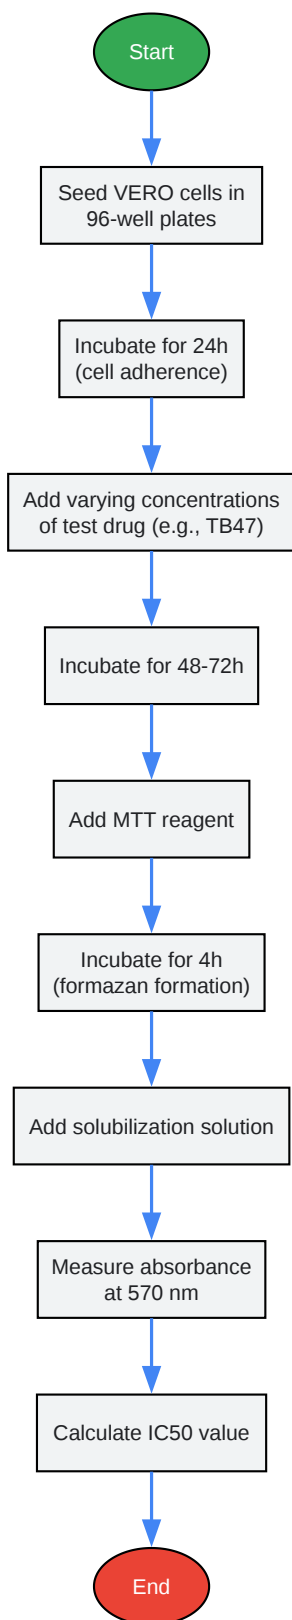 Start
Seed VERO cells in
96-well plates
Incubate for 24h
(cell adherence)
Add varying concentrations
of test drug (e.g., TB47)
Incubate for 48-72h
Add MTT reagent
Incubate for 4h
(formazan formation)
Add solubilization solution
Measure absorbance
at 570 nm
Calculate IC50 value
End